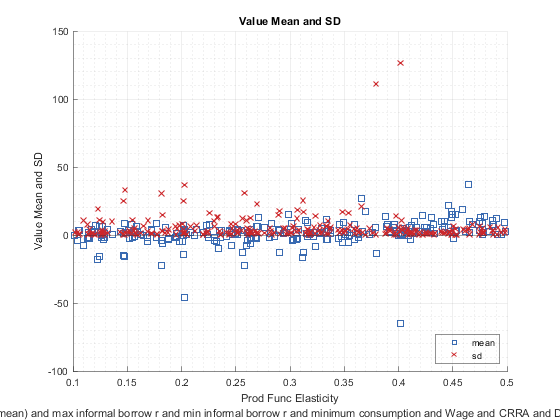 Value Mean and SD
150
100
50
0
-50
-100
Value Mean and SD
0.1 0.15 0.2 0.25 0.3 0.35 0.4 0.45 0.5
mean
sd
Prod Func Elasticity
mean) and max informal borrow r and min informal borrow r and minimum consumption and Wage and CRRA and